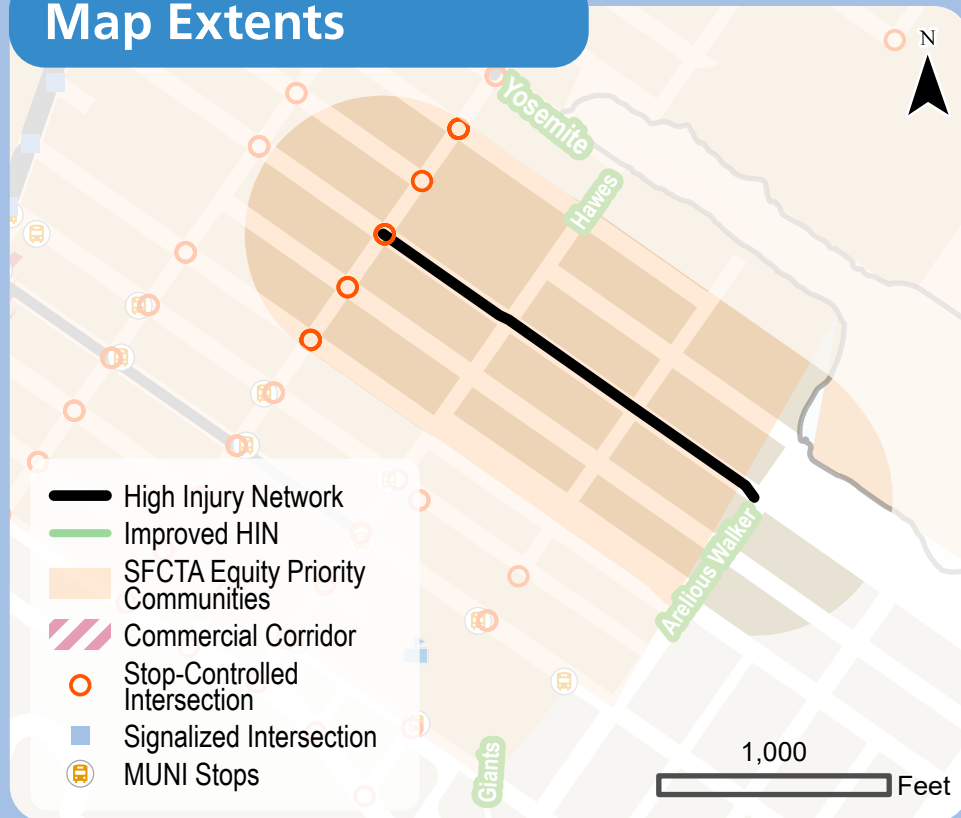 Map Extents
N
Yosemite
Hawes
Arelious Walker
Giants
High Injury Network
Improved HIN
SFCTA Equity Priority
Communities
Commercial Corridor
Stop-Controlled
Intersection
Signalized Intersection
MUNI Stops
1,000
Feet